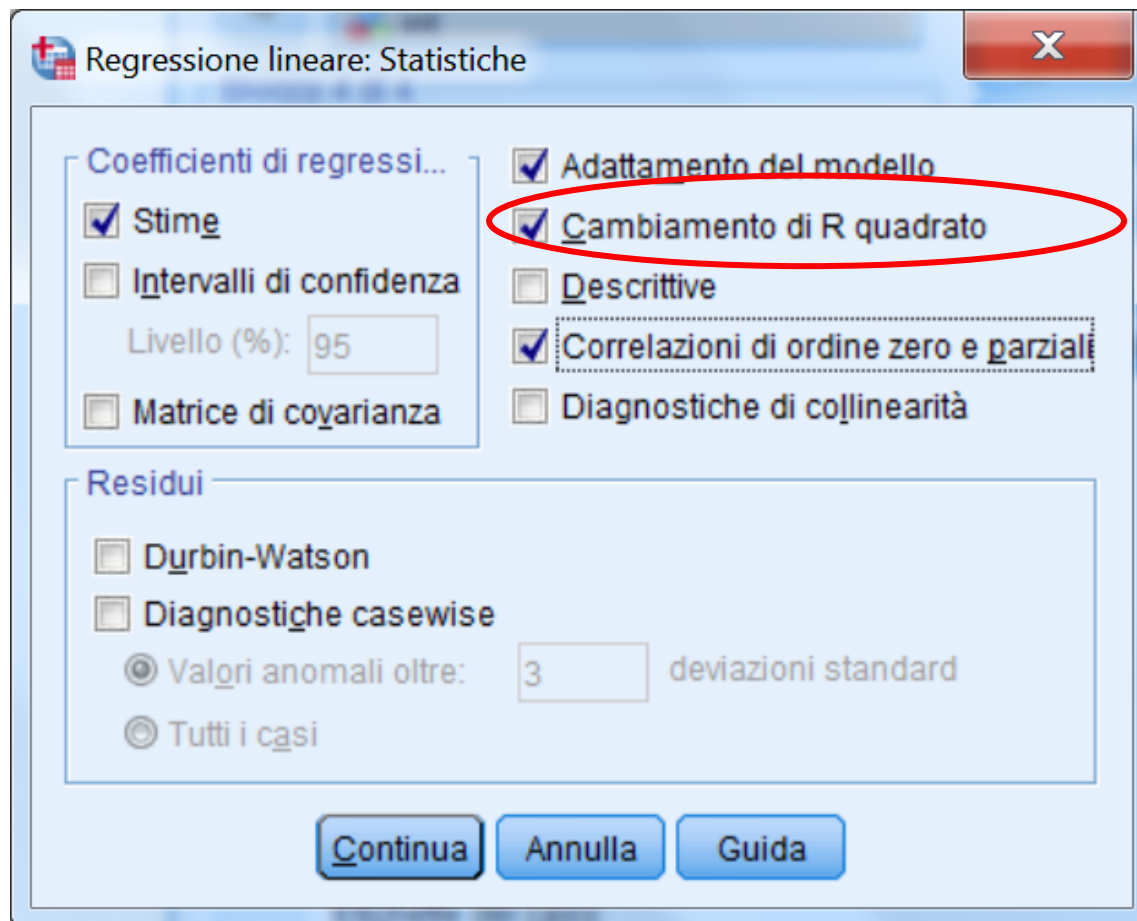 Regressione lineare: Statistiche
Coefficienti di regressi...
Stime
Intervalli di confidenza
Livello (%): 95
Matrice di covarianza
Adattamento del modello
Cambiamento di R quadrato
Descrittive
Correlazioni di ordine zero e parziali
Diagnostiche di collinearità
Residui
Durbin-Watson
Diagnostiche casewise
Valori anomali oltre: 3 deviazioni standard
Tutti i casi
Continua Annulla Guida